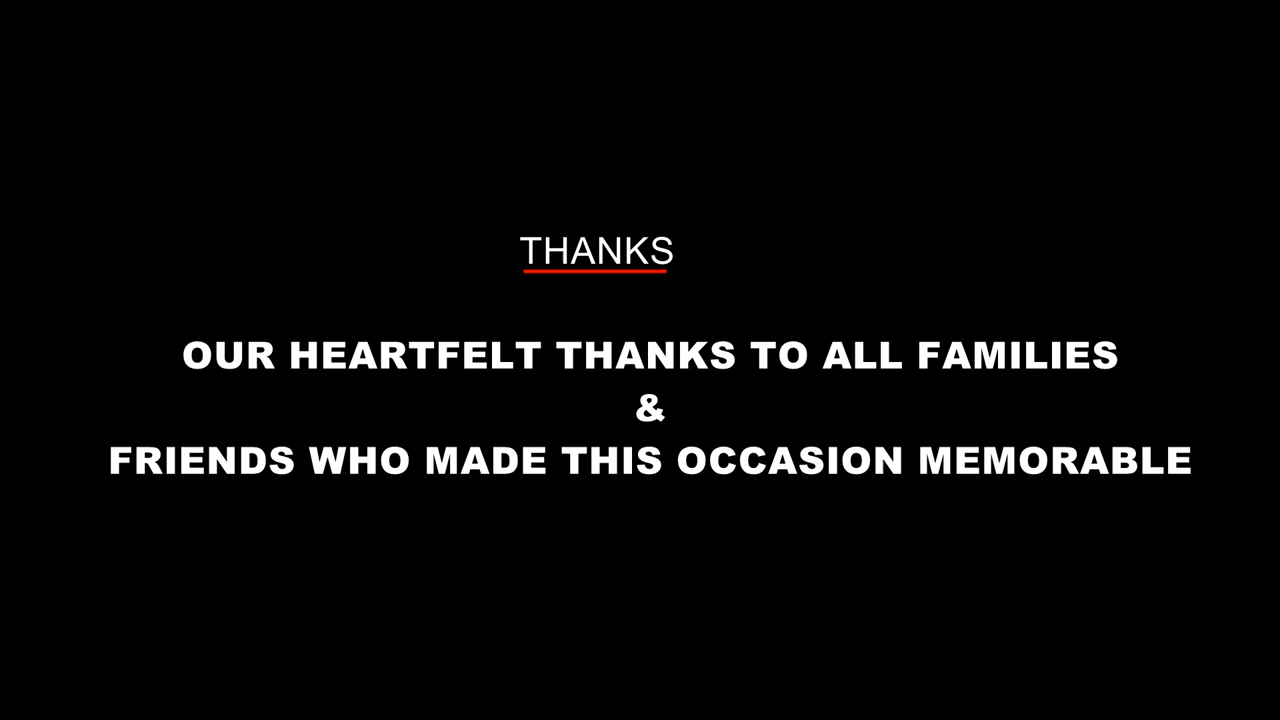 THANKS
OUR HEARTFELT THANKS TO ALL FAMILIES
&
FRIENDS WHO MADE THIS OCCASION MEMORABLE